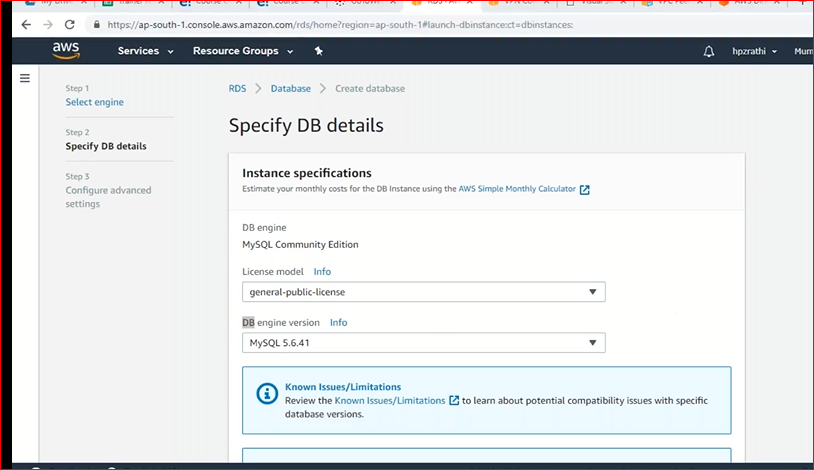 https://ap-south-1.console.aws.amazon.com/rds/home?region=ap-south-1#launch-dbinstance:ct=dbinstances:
aws Services Resource Groups hpzrathi
Step 1
Select engine
Step 2
Specify DB details
Step 3
Configure advanced
settings
RDS Database Create database
Specify DB details
Instance specifications
Estimate your monthly costs for the DB Instance using the AWS Simple Monthly Calculator
DB engine
MySQL Community Edition
License model Info
general-public-license
DB engine version Info
MySQL 5.6.41
Known Issues/Limitations
Review the Known Issues/Limitations to learn about potential compatibility issues with specific
database versions.